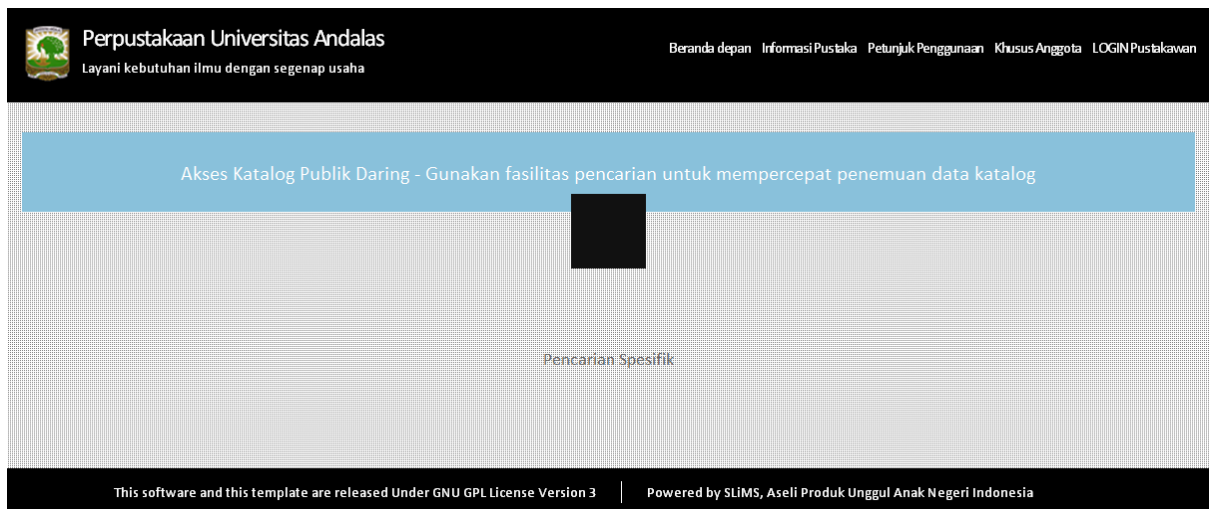 Perpustakaan Universitas Andalas
Layani kebutuhan ilmu dengan segenap usaha
Beranda depan Informasi Pustaka Petunjuk Penggunaan Khusus Anggota LOGIN Pustakawan
Akses Katalog Publik Daring - Gunakan fasilitas pencarian untuk mempercepat penemuan data katalog
Pencarian Spesifik
This software and this template are released Under GNU GPL License Version 3
Powered by SLiMS, Aseli Produk Unggul Anak Negeri Indonesia